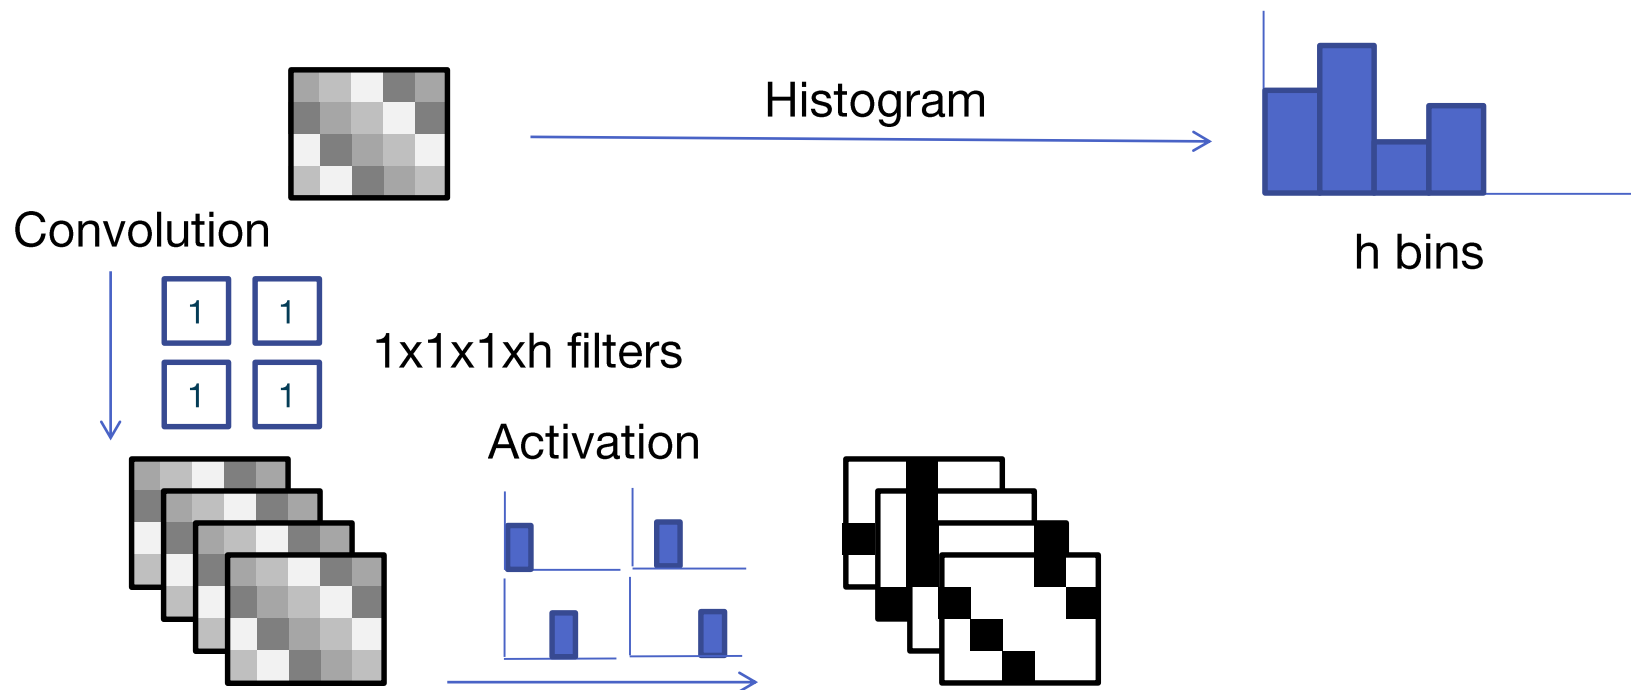 Histogram
Convolution
h bins
1 1
1x1x1xh filters
1 1
Activation